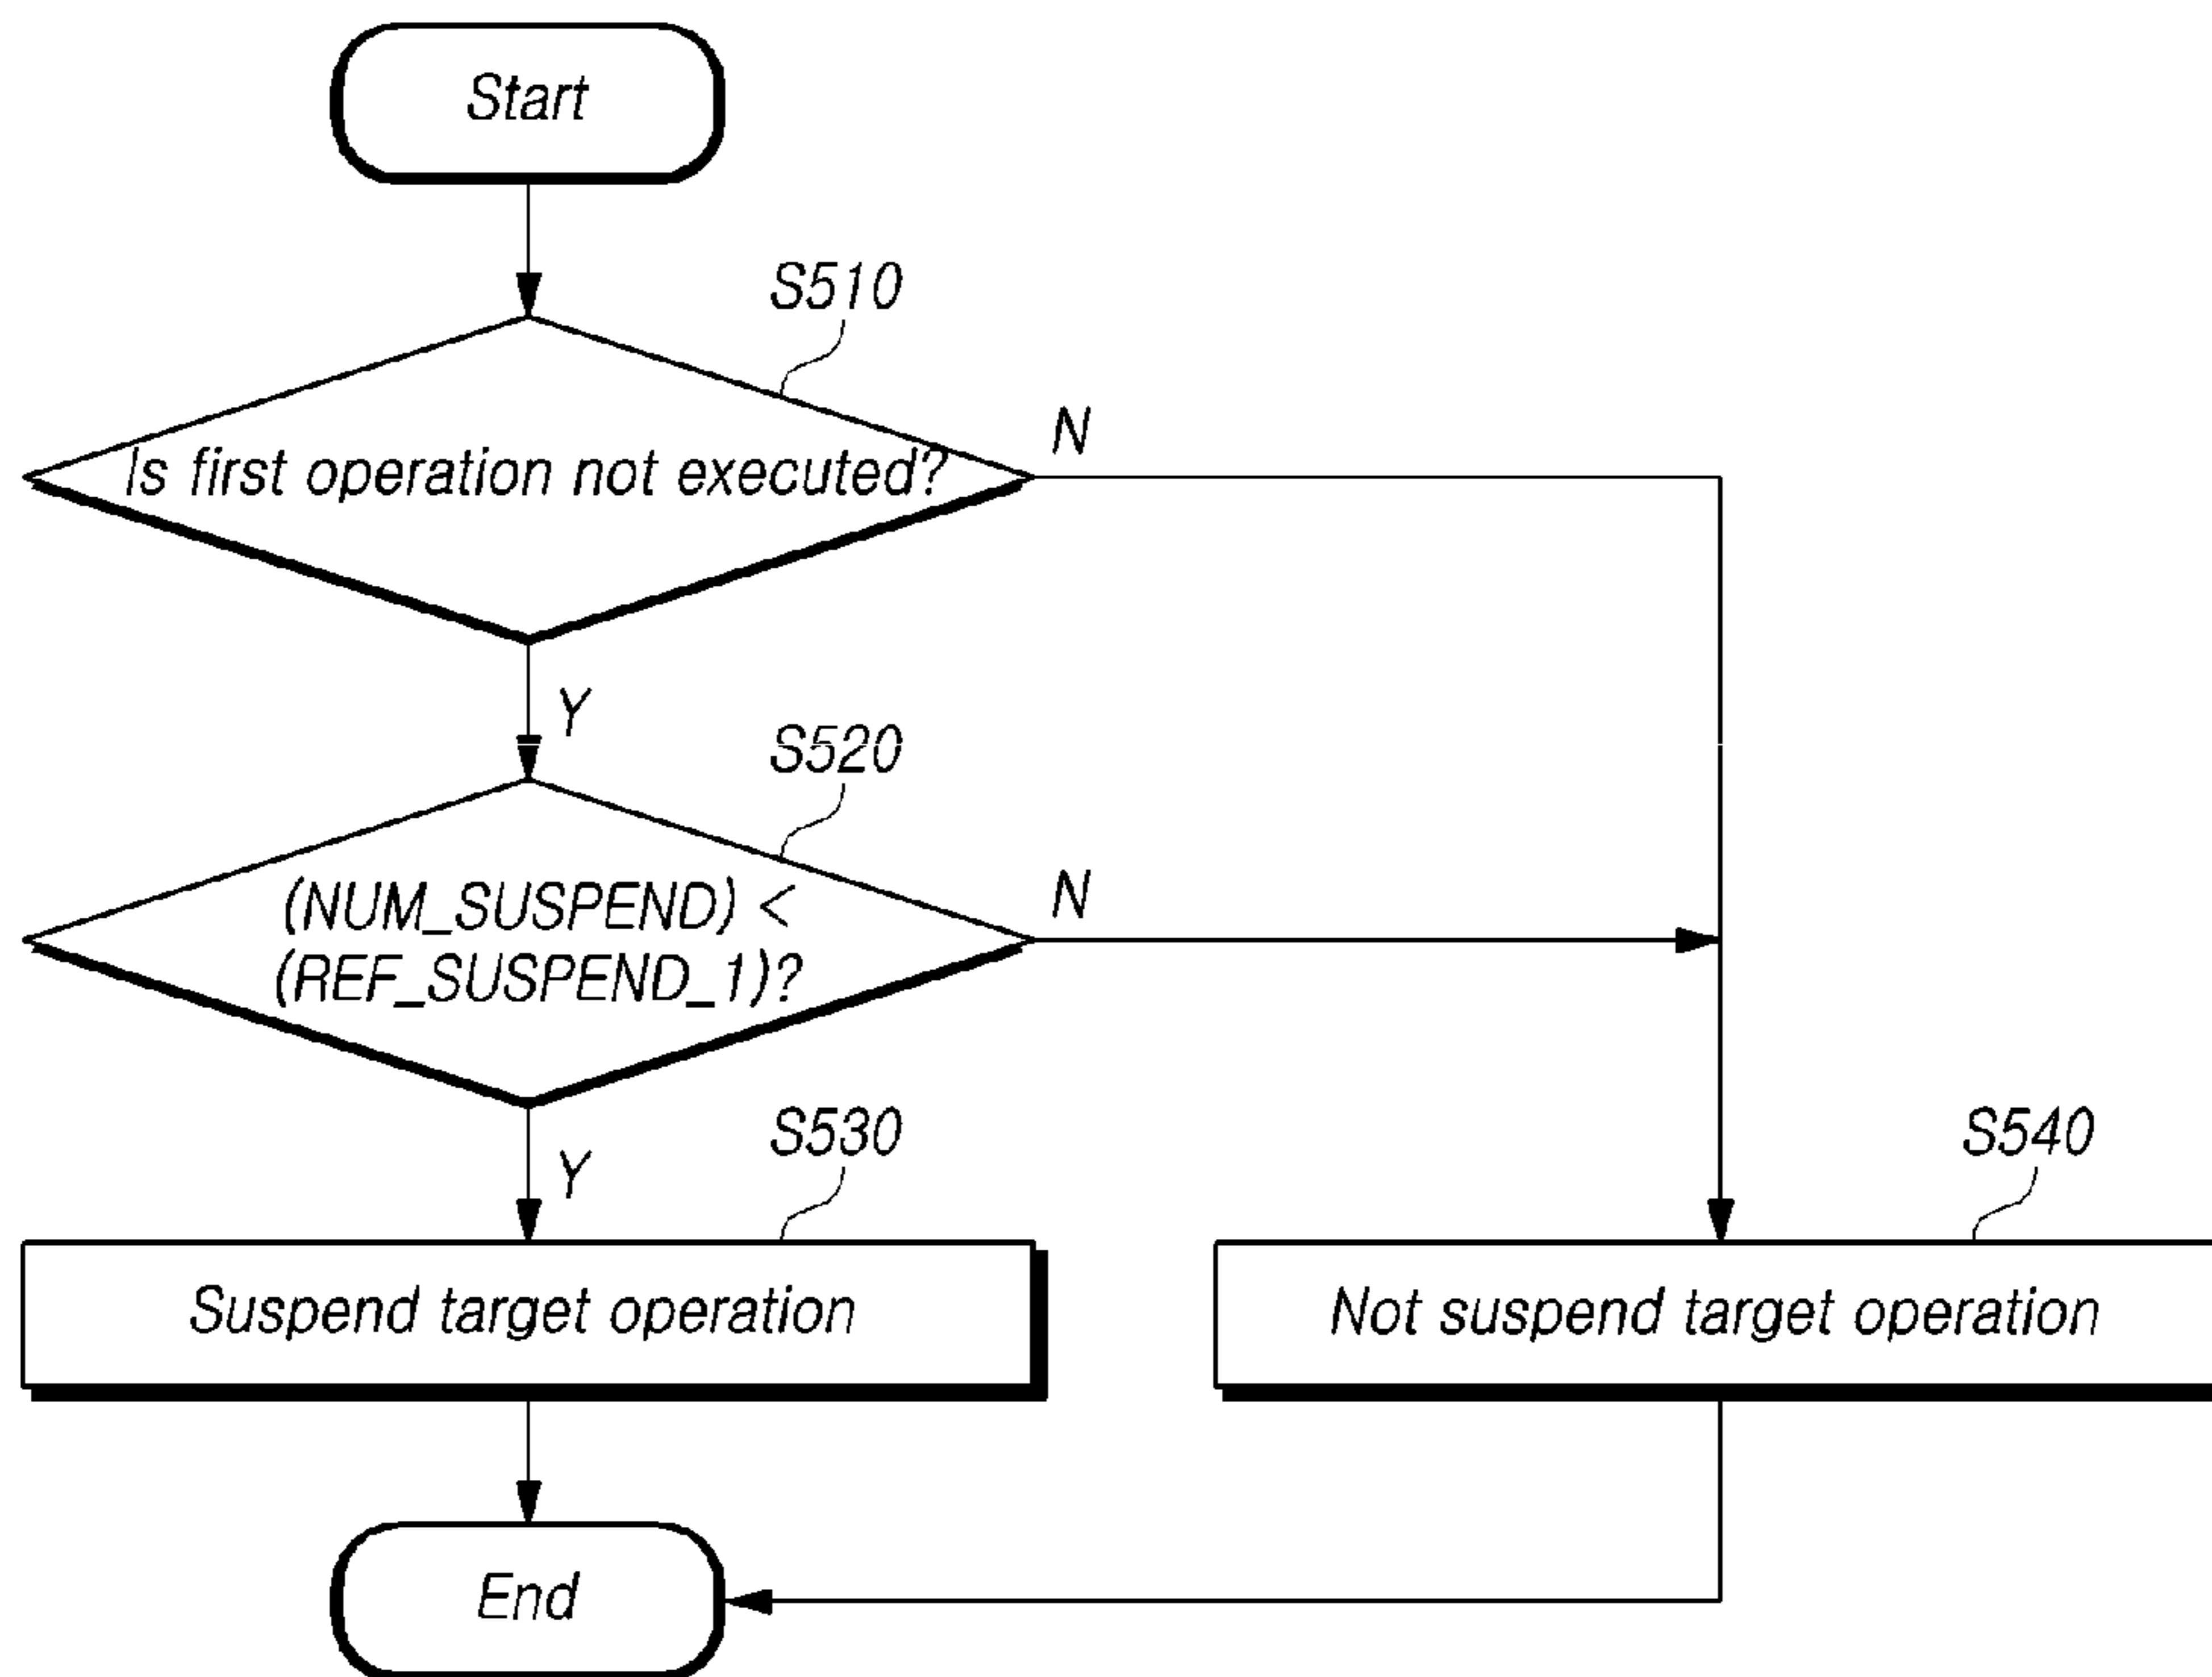 Start
S510
Is first operation not executed?
N
Y
S520
(NUM_SUSPEND) <
(REF_SUSPEND_1)?
N
Y
S530
S540
Suspend target operation
Not suspend target operation
End